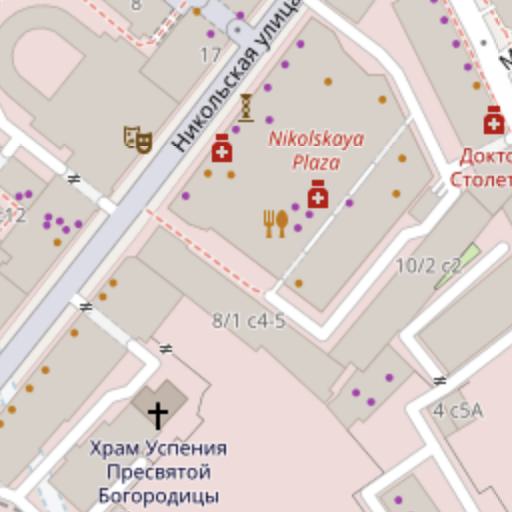 8
17
Никольская улица
Nikolskaya
Plaza
Докто
Столет
с12
10/2 с2
8/1 с4-5
4 с5А
Храм Успения
Пресвятой
Богородицы